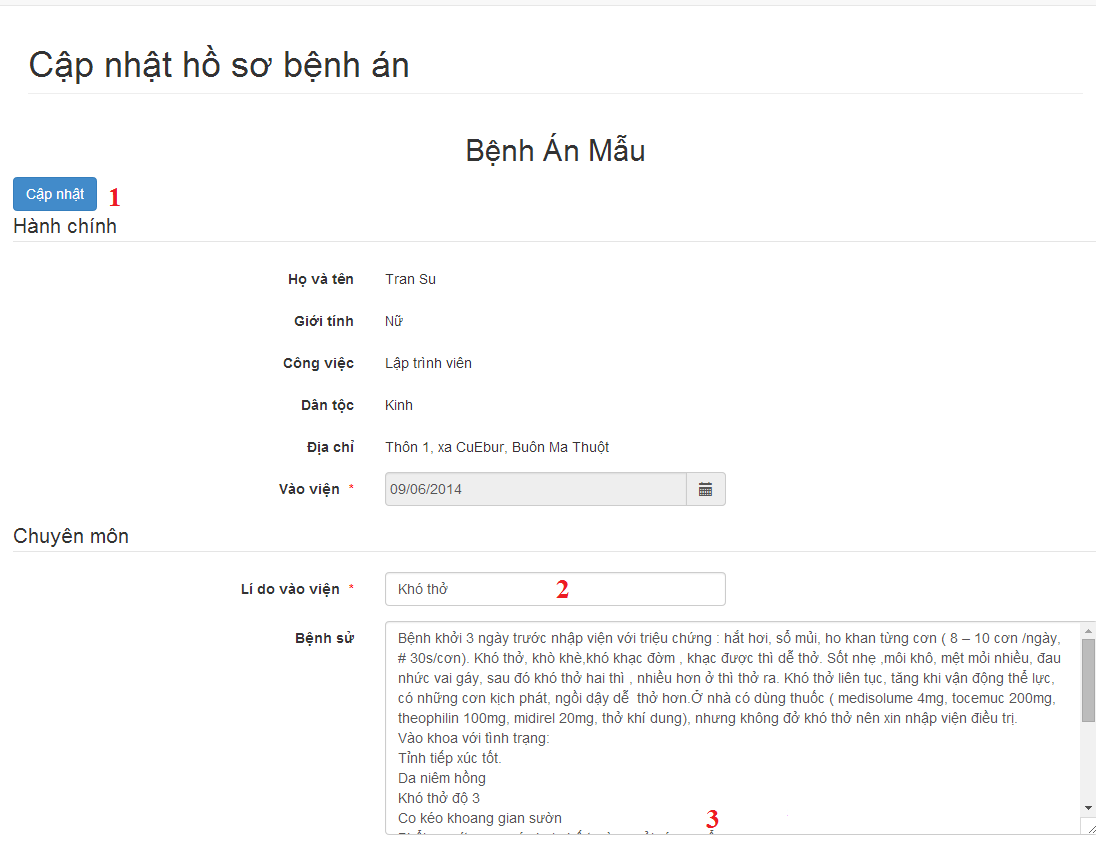 Cập nhật hồ sơ bệnh án
Bệnh Án Mẫu
Cập nhật 1
Hành chính
Họ và tên Tran Su
Giới tính Nữ
Công việc Lập trình viên
Dân tộc Kinh
Địa chỉ Thôn 1, xa CuEbur, Buôn Ma Thuột
Vào viện * 09/06/2014
Chuyên môn
Lí do vào viện * Khó thở 2
Bệnh sử Bệnh khởi 3 ngày trước nhập viện với triệu chứng : hắt hơi, sổ mủi, ho khan từng cơn ( 8 – 10 cơn /ngày,
# 30s/cơn). Khó thở, khò khè,khó khạc đờm , khạc được thì dễ thở. Sốt nhẹ ,môi khô, mệt mỏi nhiều, đau
nhức vai gáy, sau đó khó thở hai thì , nhiều hơn ở thì thở ra. Khó thở liên tục, tăng khi vận động thể lực,
có những cơn kịch phát, ngồi dậy dễ thở hơn.Ở nhà có dùng thuốc ( medisolume 4mg, tocemuc 200mg,
theophilin 100mg, midirel 20mg, thở khí dung), nhưng không đở khó thở nên xin nhập viện điều trị.
Vào khoa với tình trạng:
Tỉnh tiếp xúc tốt.
Da niêm hồng
Khó thở độ 3
Co kéo khoang gian sườn
3